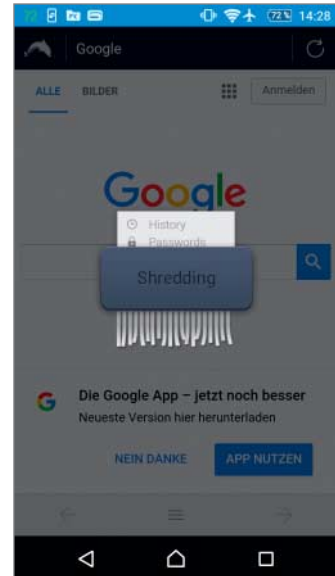 72 72% 14:28
Google
ALLE BILDER Anmelden
Google
History
Passwords
Shredding
G Die Google App – jetzt noch besser
Neueste Version hier herunterladen
NEIN DANKE APP NUTZEN